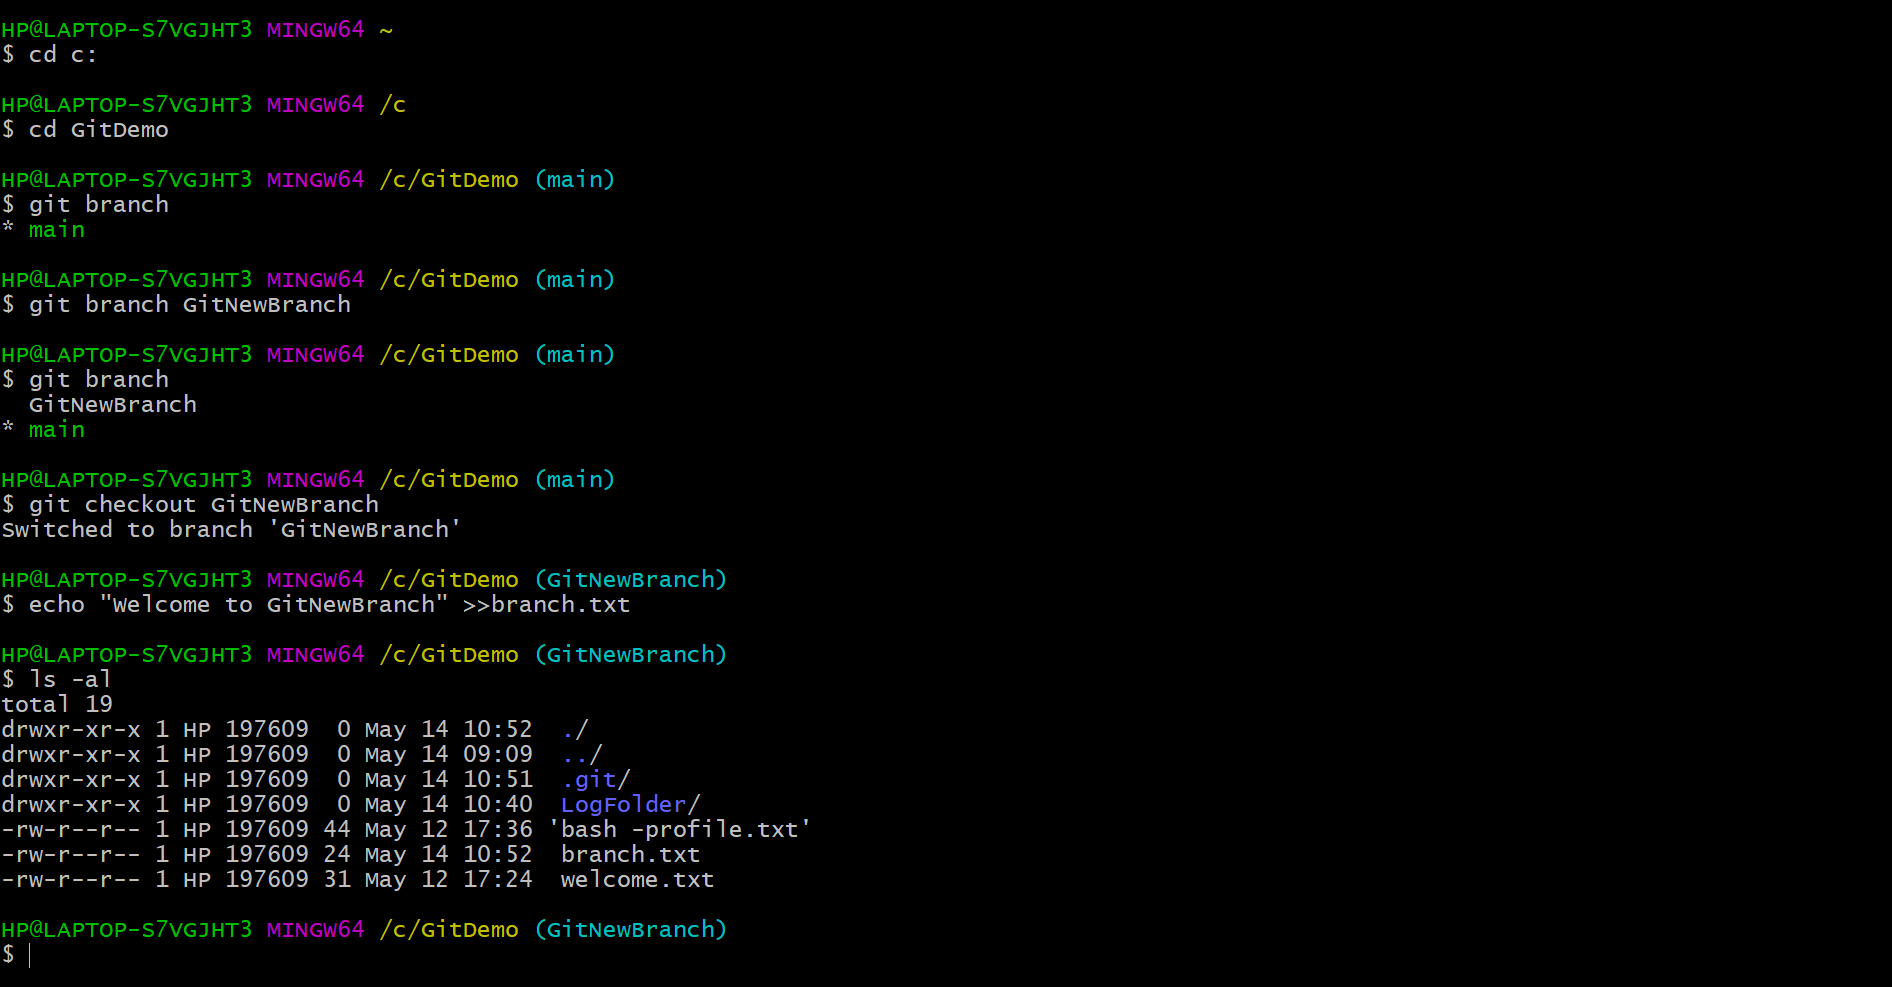 HP@LAPTOP-S7VGJHT3 MINGW64 ~
$ cd c:
HP@LAPTOP-S7VGJHT3 MINGW64 /c
$ cd GitDemo
HP@LAPTOP-S7VGJHT3 MINGW64 /c/GitDemo (main)
$ git branch
* main
HP@LAPTOP-S7VGJHT3 MINGW64 /c/GitDemo (main)
$ git branch GitNewBranch
HP@LAPTOP-S7VGJHT3 MINGW64 /c/GitDemo (main)
$ git branch
  GitNewBranch
* main
HP@LAPTOP-S7VGJHT3 MINGW64 /c/GitDemo (main)
$ git checkout GitNewBranch
Switched to branch 'GitNewBranch'
HP@LAPTOP-S7VGJHT3 MINGW64 /c/GitDemo (GitNewBranch)
$ echo "Welcome to GitNewBranch" >>branch.txt
HP@LAPTOP-S7VGJHT3 MINGW64 /c/GitDemo (GitNewBranch)
$ ls -al
total 19
drwxr-xr-x 1 HP 197609  0 May 14 10:52  ./
drwxr-xr-x 1 HP 197609  0 May 14 09:09  ../
drwxr-xr-x 1 HP 197609  0 May 14 10:51  .git/
drwxr-xr-x 1 HP 197609  0 May 14 10:40  LogFolder/
-rw-r--r-- 1 HP 197609 44 May 12 17:36 'bash -profile.txt'
-rw-r--r-- 1 HP 197609 24 May 14 10:52  branch.txt
-rw-r--r-- 1 HP 197609 31 May 12 17:24  welcome.txt
HP@LAPTOP-S7VGJHT3 MINGW64 /c/GitDemo (GitNewBranch)
$